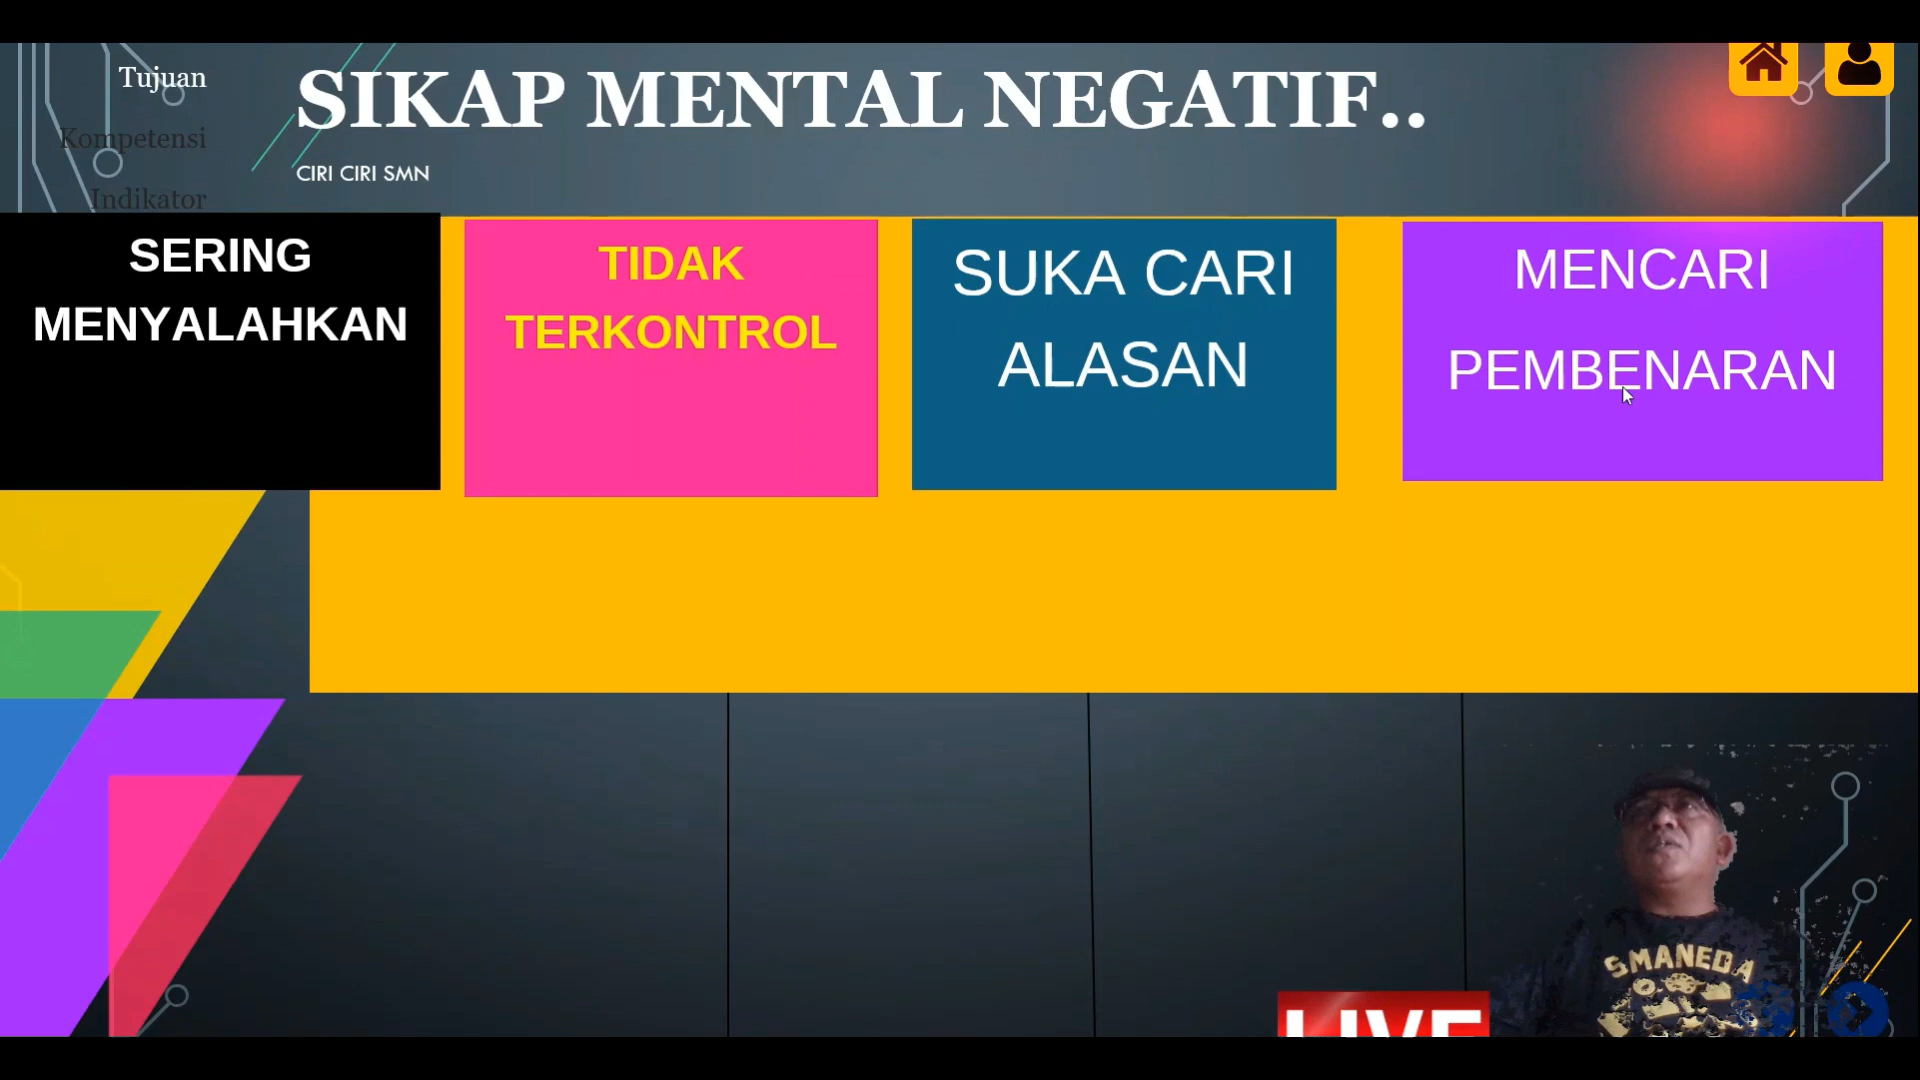 Tujuan
Kompetensi
Indikator
SIKAP MENTAL NEGATIF..
CIRI CIRI SMN
SERING
MENYALAHKAN
TIDAK
TERKONTROL
SUKA CARI
ALASAN
MENCARI
PEMBENARAN
SMANEDA
LIVE